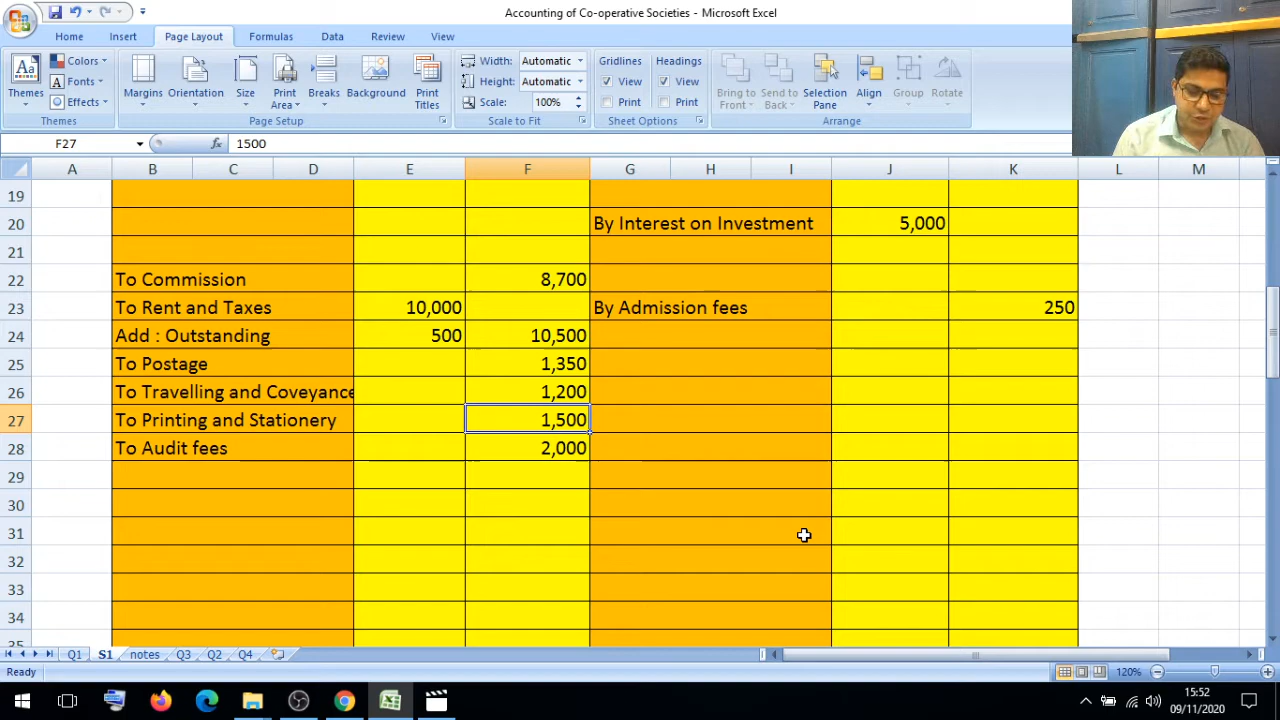 Accounting of Co-operative Societies - Microsoft Excel
Home Insert Page Layout Formulas Data Review View
Themes Colors Fonts Effects Margins Orientation Size Print Area Breaks Background Print Titles Width: Automatic Height: Automatic Scale: 100% Gridlines View Print Headings View Print Bring to Front Send to Back Selection Pane Align Group Rotate
Themes Page Setup Scale to Fit Sheet Options Arrange
F27 fx 1500
A B C D E F G H I J K L M
19
20 By Interest on Investment 5,000
21
22 To Commission 8,700
23 To Rent and Taxes 10,000 By Admission fees 250
24 Add : Outstanding 500 10,500
25 To Postage 1,350
26 To Travelling and Coveyance 1,200
27 To Printing and Stationery 1,500
28 To Audit fees 2,000
29
30
31
32
33
34
35
Q1 S1 notes Q3 Q2 Q4
Ready 120%
15:52
09/11/2020